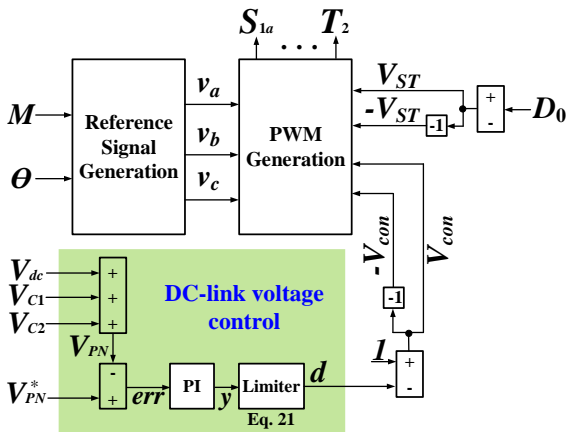 S1a ... T2
M
Θ
Reference
Signal
Generation
va
vb
vc
PWM
Generation
VST
-VST
-1
+
-
D0
-Vcon
Vcon
-1
Vdc
VC1
VC2
+
+
+
DC-link voltage
control
VPN
V*PN
-
+
err
PI
y
Limiter
Eq. 21
d
1
+
-